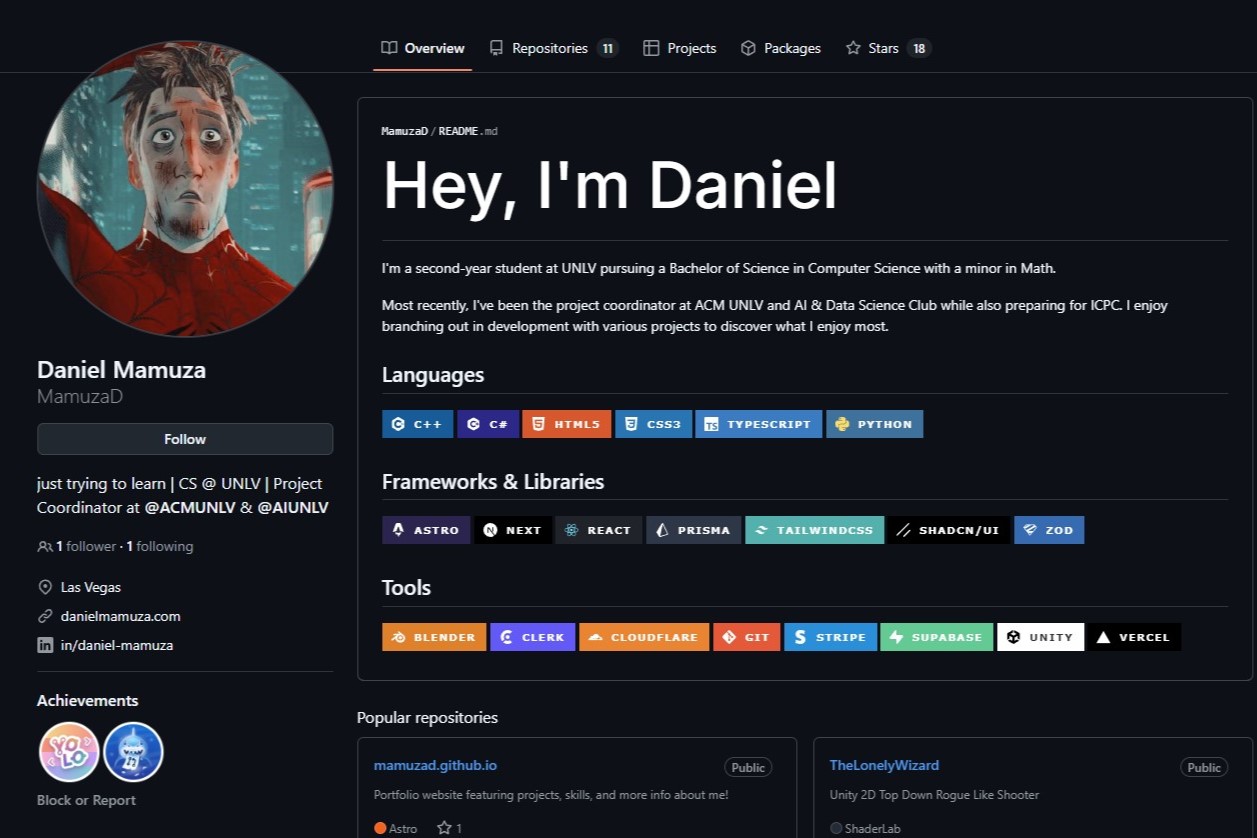 Overview Repositories 11 Projects Packages Stars 18
MamuzaD / README.md
Hey, I'm Daniel
I'm a second-year student at UNLV pursuing a Bachelor of Science in Computer Science with a minor in Math.
Most recently, I've been the project coordinator at ACM UNLV and AI & Data Science Club while also preparing for ICPC. I enjoy
branching out in development with various projects to discover what I enjoy most.
Languages
C++ C# HTML5 CSS3 TS TYPESCRIPT PYTHON
Frameworks & Libraries
ASTRO NEXT REACT PRISMA TAILWINDCSS SHADCN/UI ZOD
Tools
BLENDER CLERK CLOUDFLARE GIT STRIPE SUPABASE UNITY VERCEL
Daniel Mamuza
MamuzaD
Follow
just trying to learn | CS @ UNLV | Project
Coordinator at @ACMUNLV & @AIUNLV
1 follower · 1 following
Las Vegas
danielmamuza.com
in/daniel-mamuza
Achievements
YOLO
Block or Report
Popular repositories
mamuzad.github.io Public
Portfolio website featuring projects, skills, and more info about me!
Astro 1
TheLonelyWizard Public
Unity 2D Top Down Rogue Like Shooter
ShaderLab